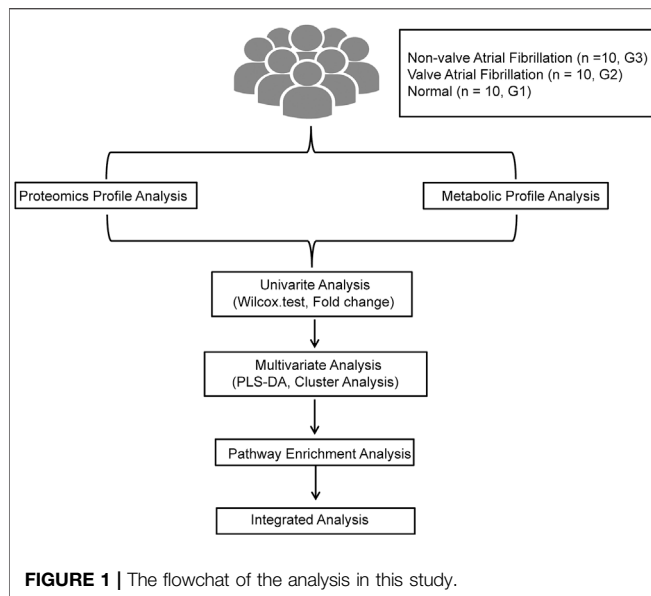 Non-valve Atrial Fibrillation (n =10, G3)
Valve Atrial Fibrillation (n = 10, G2)
Normal (n = 10, G1)
Proteomics Profile Analysis
Metabolic Profile Analysis
Univarite Analysis
(Wilcox.test, Fold change)
Multivariate Analysis
(PLS-DA, Cluster Analysis)
Pathway Enrichment Analysis
Integrated Analysis
FIGURE 1 | The flowchat of the analysis in this study.